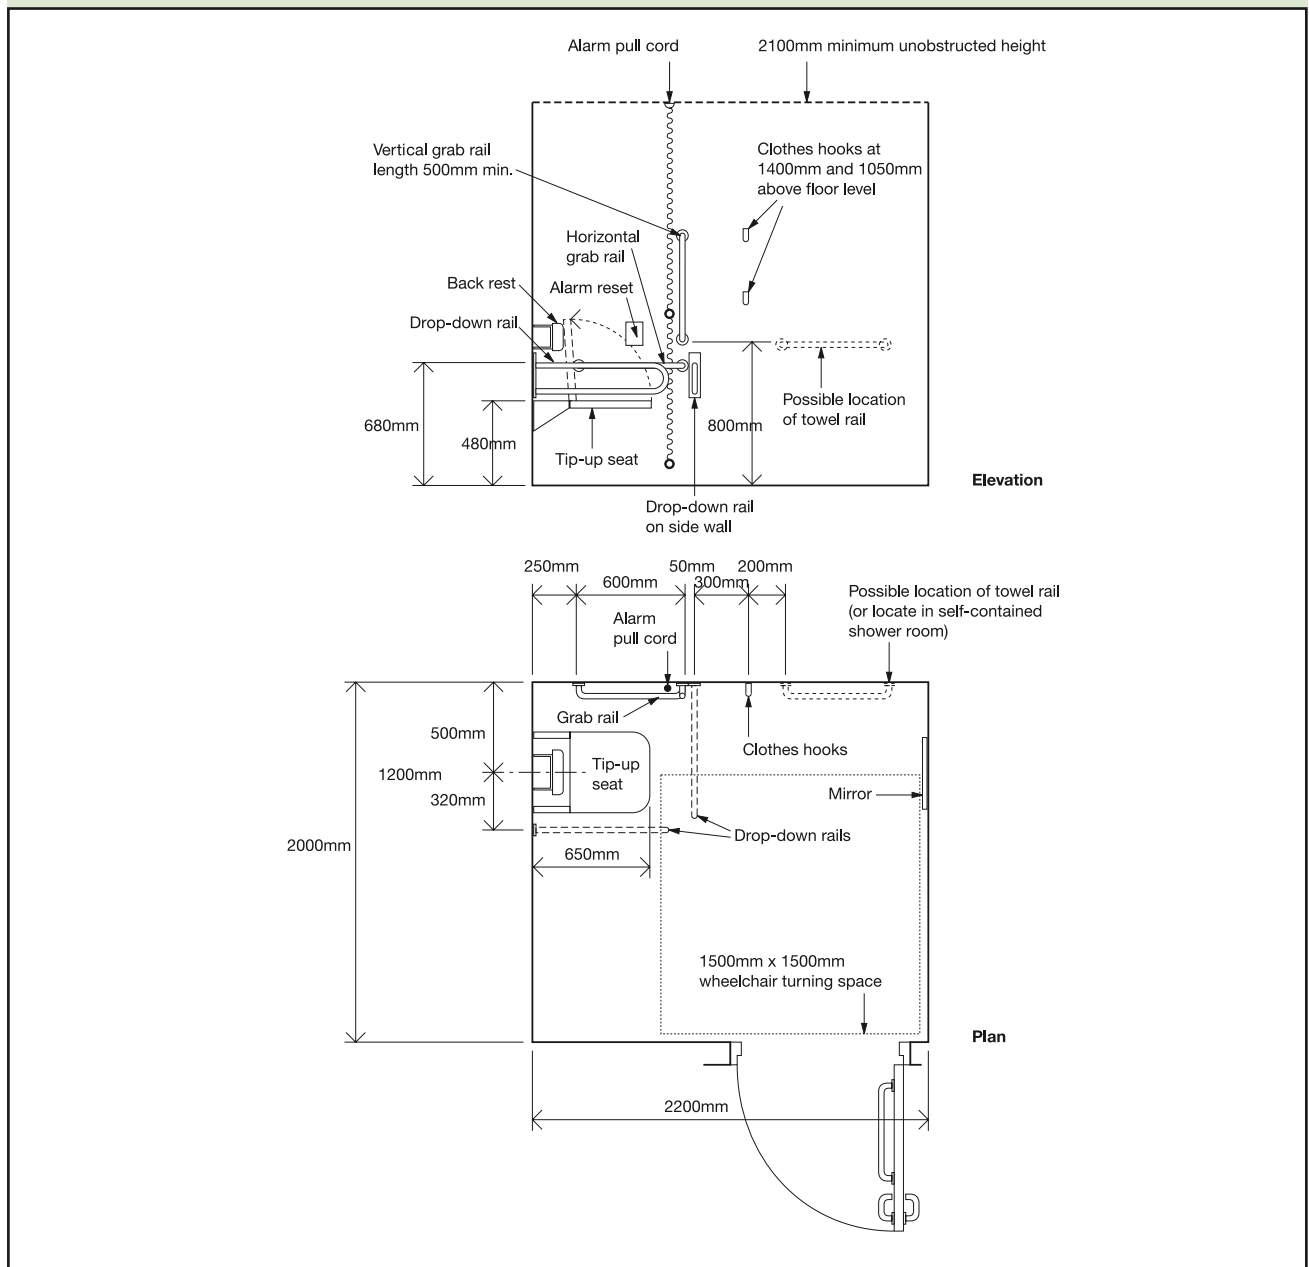 Alarm pull cord
2100mm minimum unobstructed height
Vertical grab rail
length 500mm min.
Clothes hooks at
1400mm and 1050mm
above floor level
Horizontal
grab rail
Back rest
Alarm reset
Drop-down rail
Possible location
of towel rail
680mm
480mm
800mm
Tip-up seat
Elevation
Drop-down rail
on side wall
250mm
600mm
50mm
300mm
200mm
Possible location of towel rail
(or locate in self-contained
shower room)
Alarm
pull cord
Grab rail
500mm
Clothes hooks
1200mm
Tip-up
seat
320mm
Mirror
2000mm
Drop-down rails
650mm
1500mm x 1500mm
wheelchair turning space
Plan
2200mm